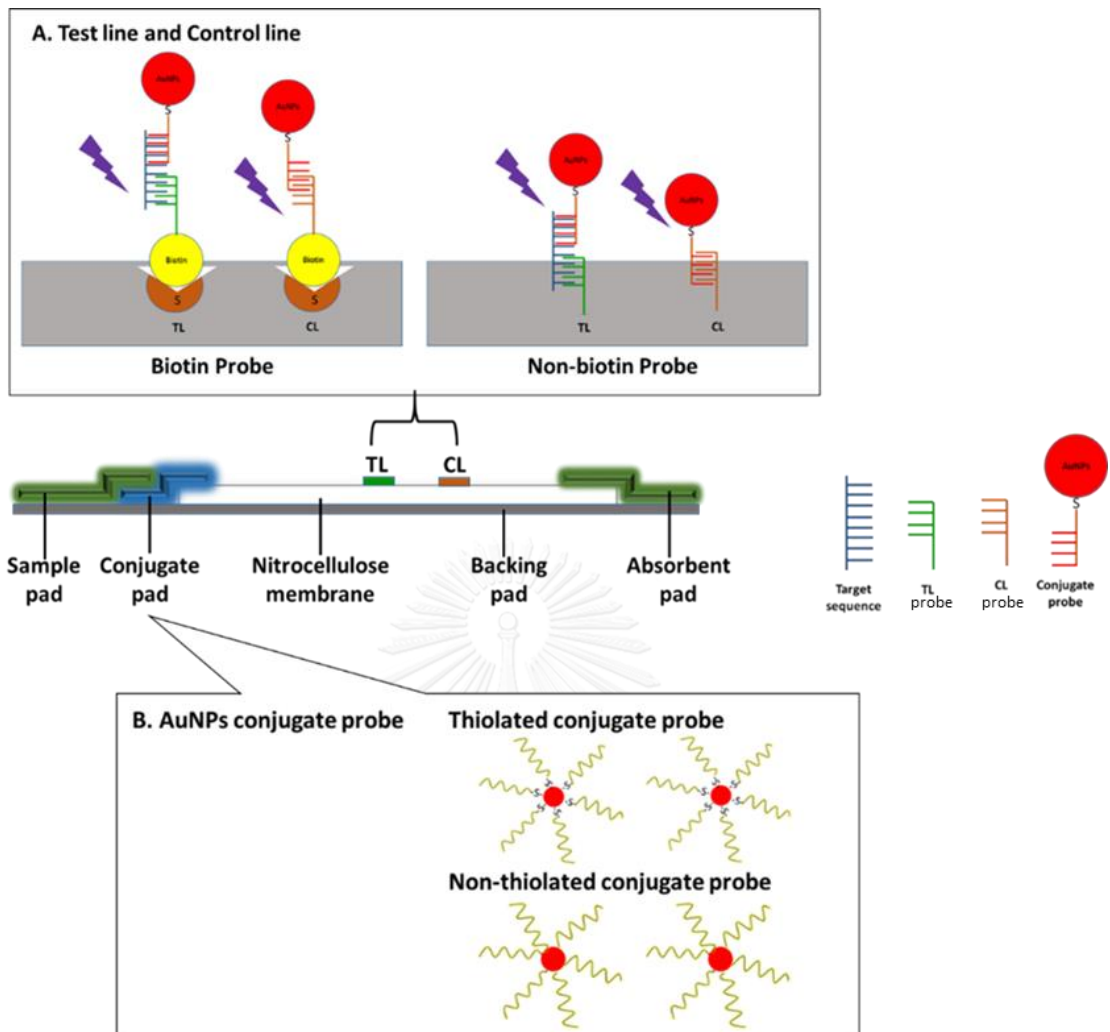 A. Test line and Control line
AuNPs
S
AuNPs
S
Biotin
Biotin
S
S
TL
CL
Biotin Probe
AuNPs
S
AuNPs
S
TL
CL
Non-biotin Probe
TL
CL
Sample
pad
Conjugate
pad
Nitrocellulose
membrane
Backing
pad
Absorbent
pad
AuNPs
S
Target
sequence
TL
probe
CL
probe
Conjugate
probe
B. AuNPs conjugate probe
Thiolated conjugate probe
S S S S S S
S S S S S S
Non-thiolated conjugate probe